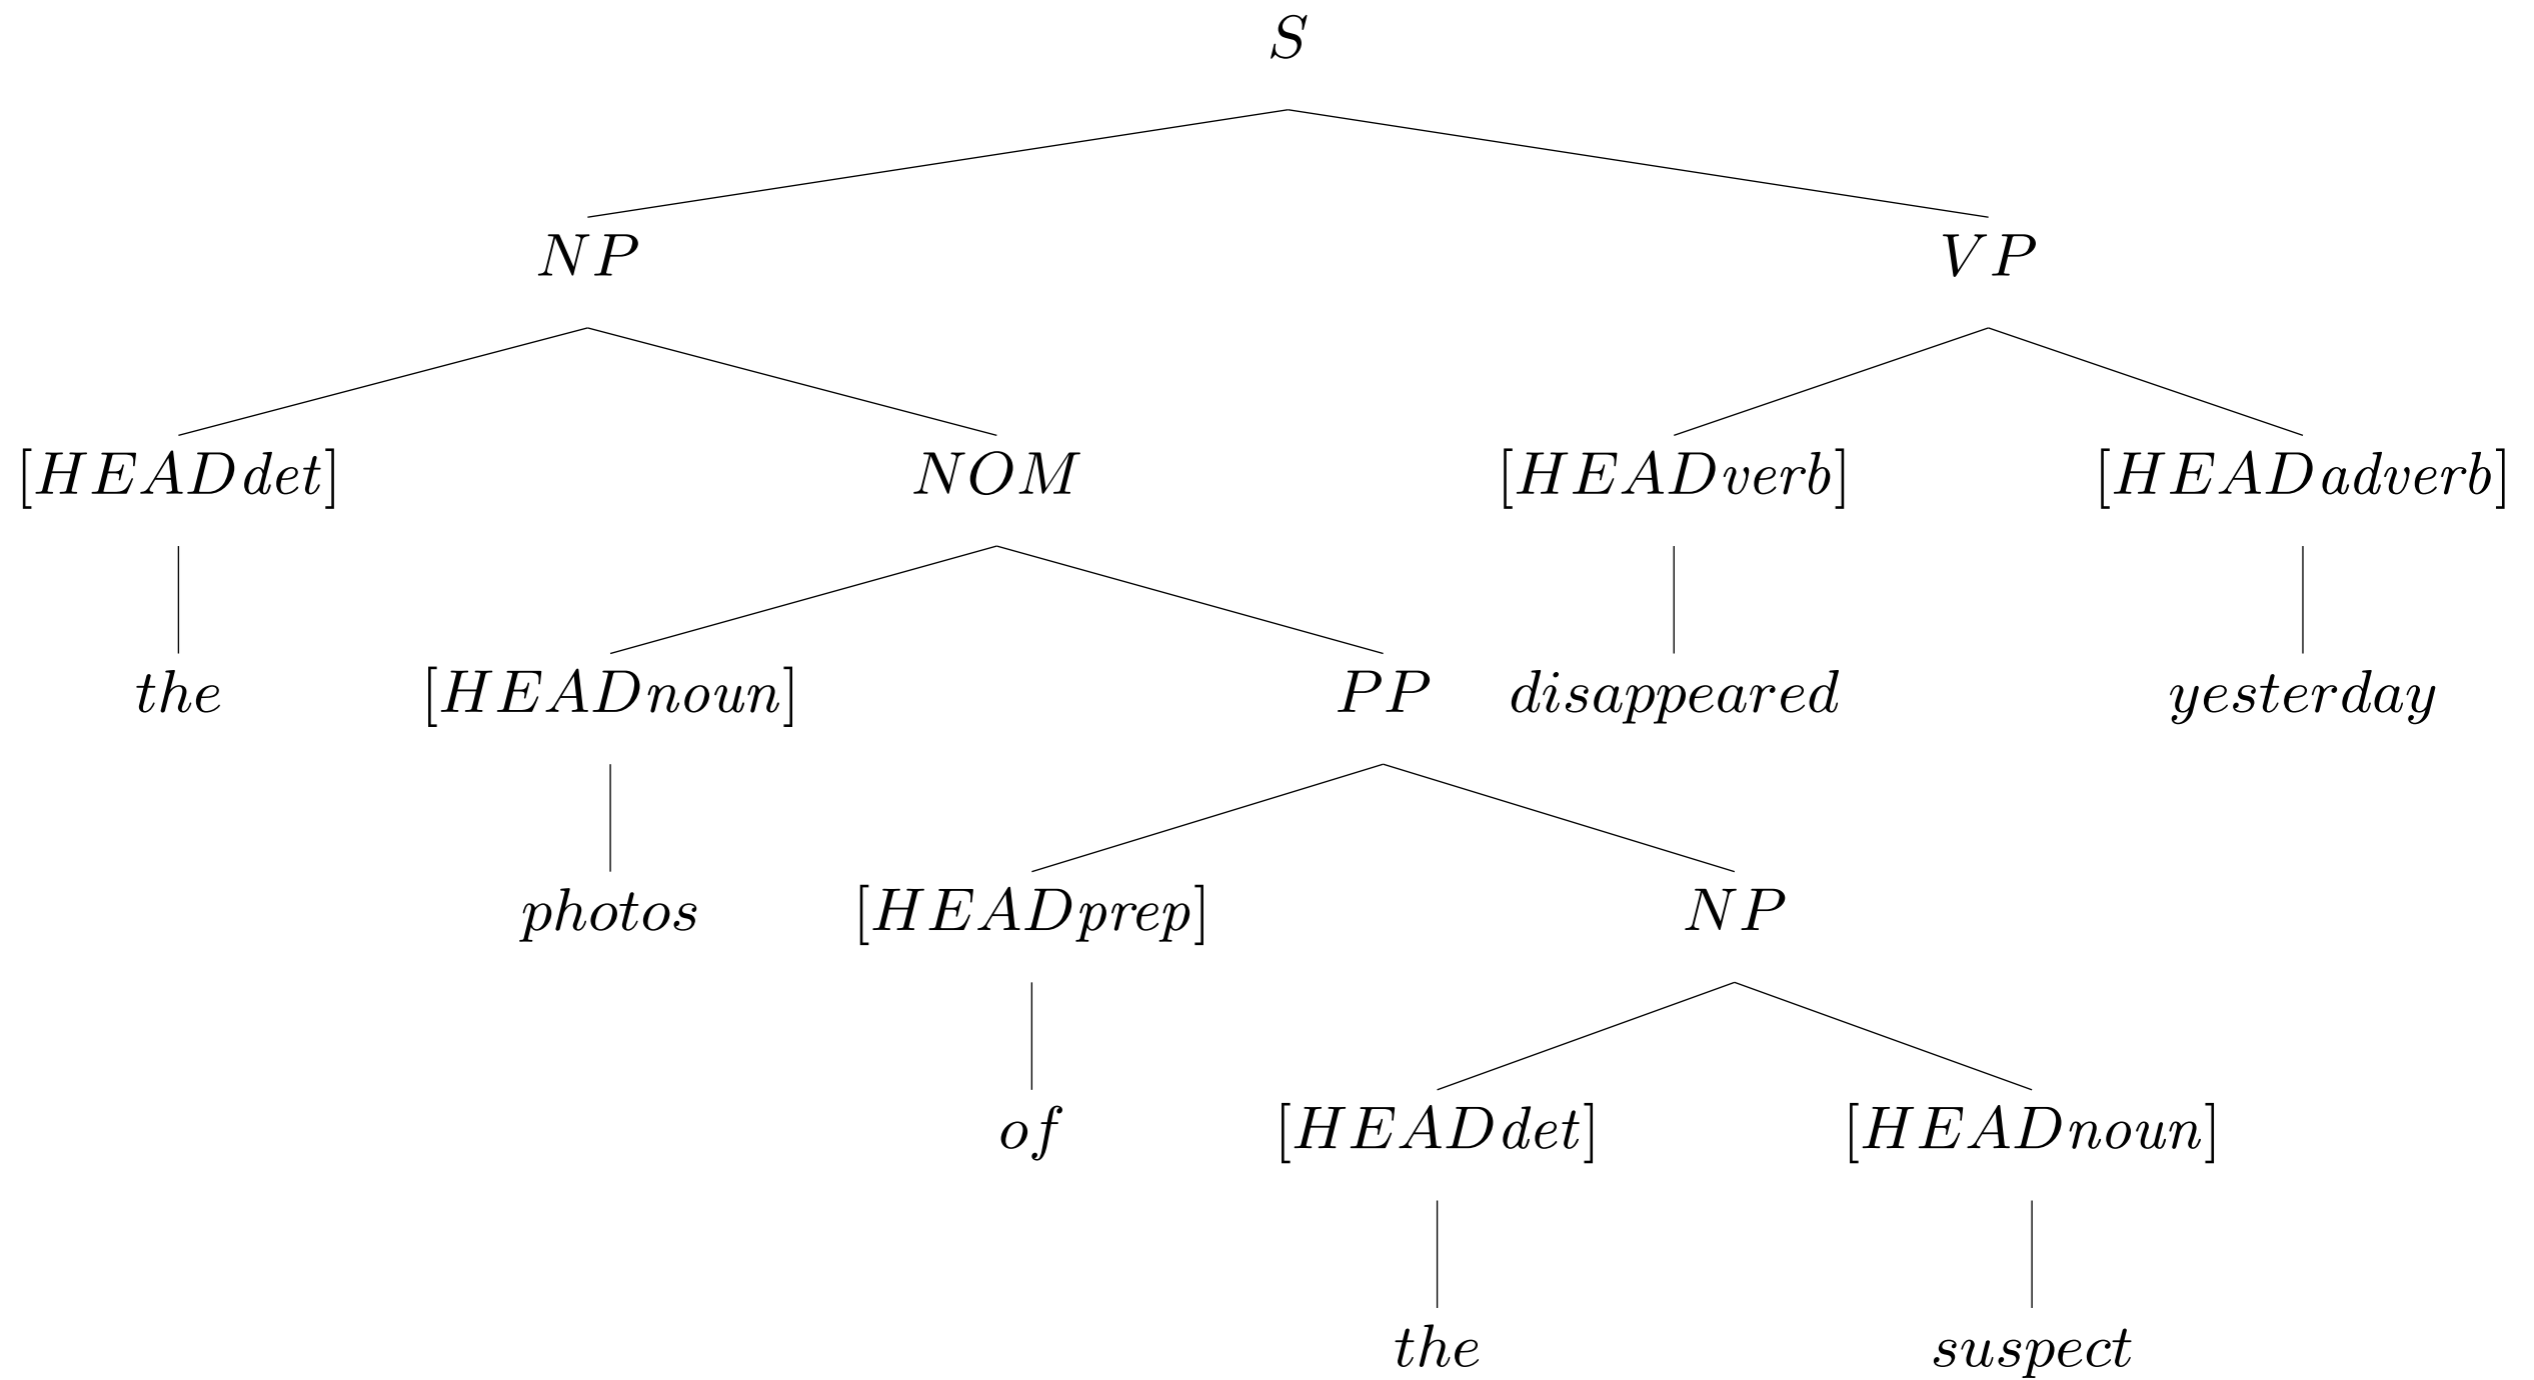 S
NP VP
[HEADdet] NOM [HEADverb] [HEADadverb]
the [HEADnoun] PP disappeared yesterday
photos [HEADprep] NP
of [HEADdet] [HEADnoun]
the suspect